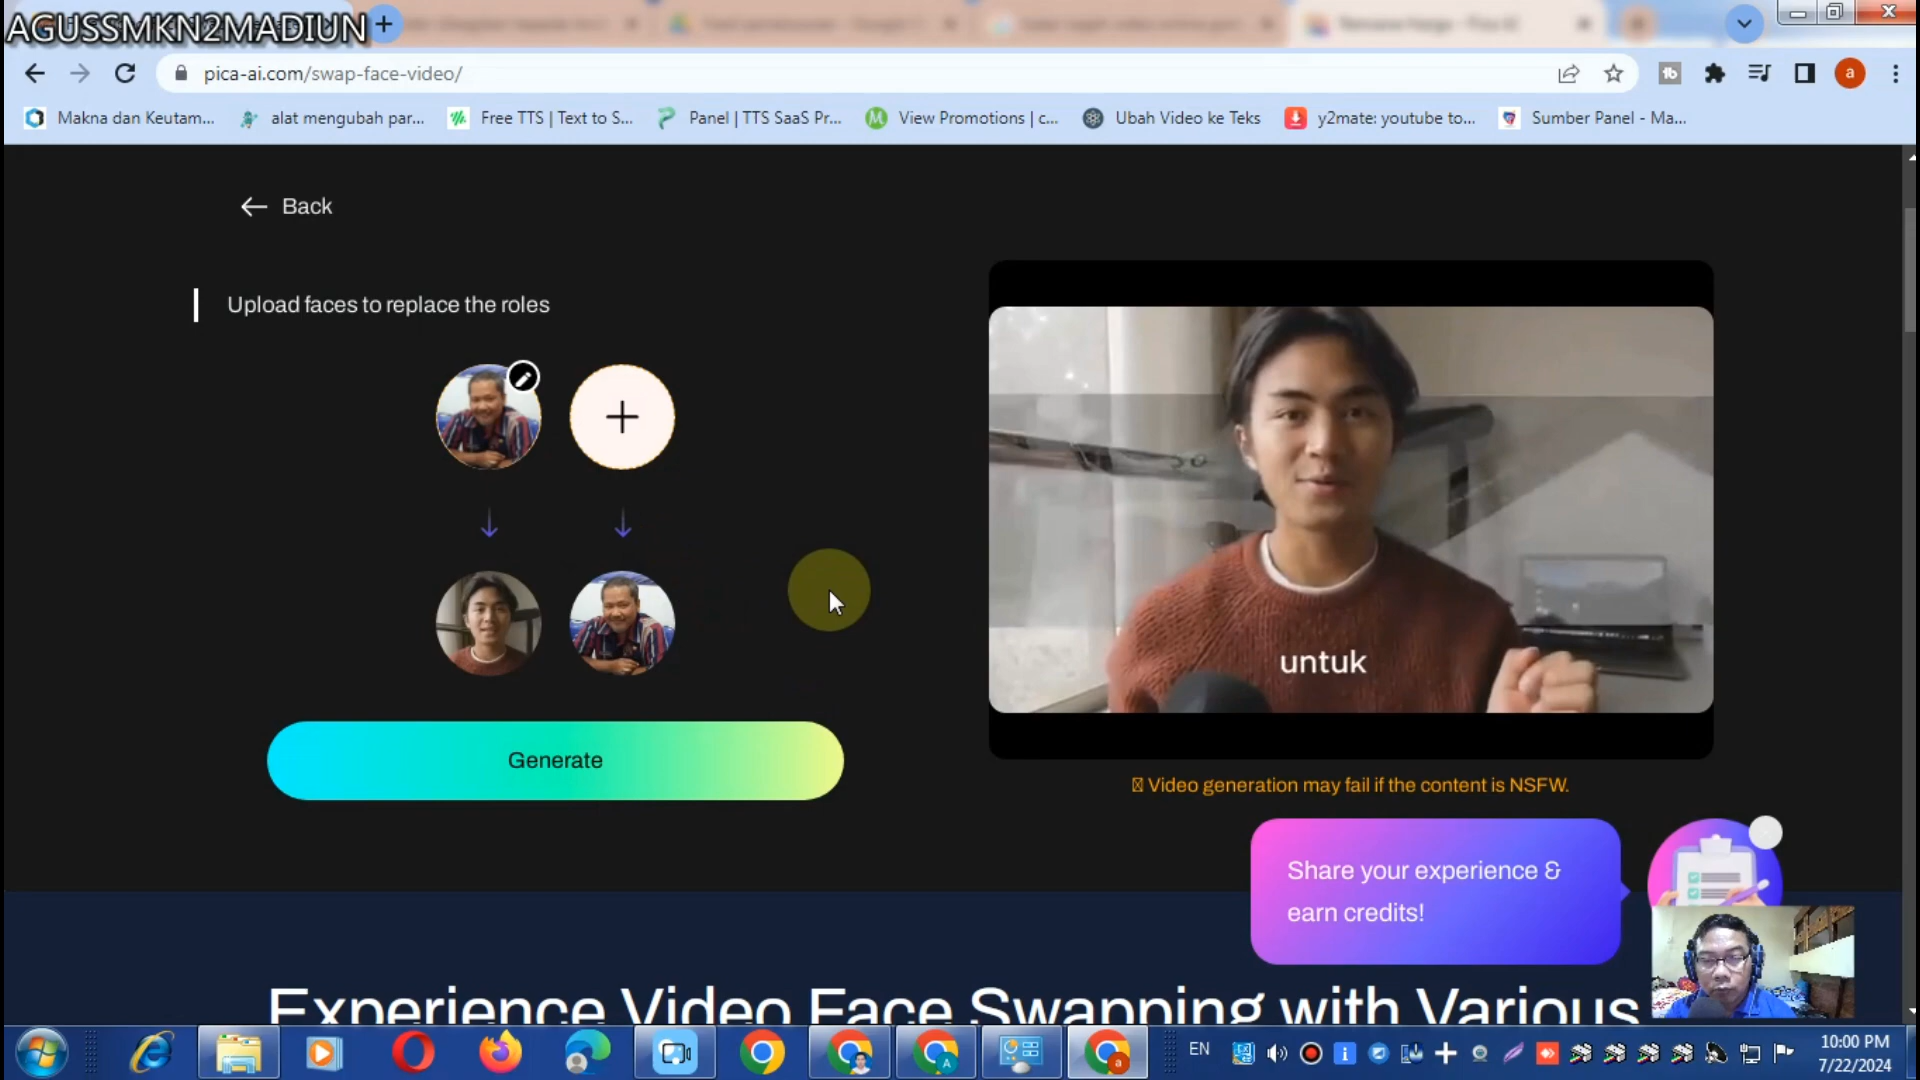 AGUSSMKN2MADIUN
pica-ai.com/swap-face-video/
a
Makna dan Keutam...
alat mengubah par...
Free TTS | Text to S...
Panel | TTS SaaS Pr...
View Promotions | c...
Ubah Video ke Teks
y2mate: youtube to...
Sumber Panel - Ma...
Back
Upload faces to replace the roles
untuk
Generate
Video generation may fail if the content is NSFW.
Share your experience &
earn credits!
Experience Video Face Swapping with Various
EN
10:00 PM
7/22/2024